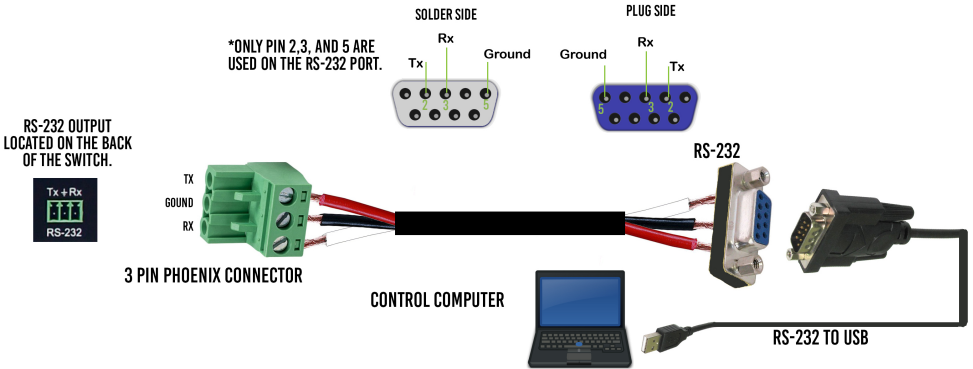 SOLDER SIDE
PLUG SIDE
*ONLY PIN 2,3, AND 5 ARE
USED ON THE RS-232 PORT.
Rx
Tx
Ground
2
3
5
Ground
Rx
Tx
5
3
2
RS-232 OUTPUT
LOCATED ON THE BACK
OF THE SWITCH.
Tx + Rx
RS-232
TX
GOUND
RX
3 PIN PHOENIX CONNECTOR
RS-232
CONTROL COMPUTER
RS-232 TO USB